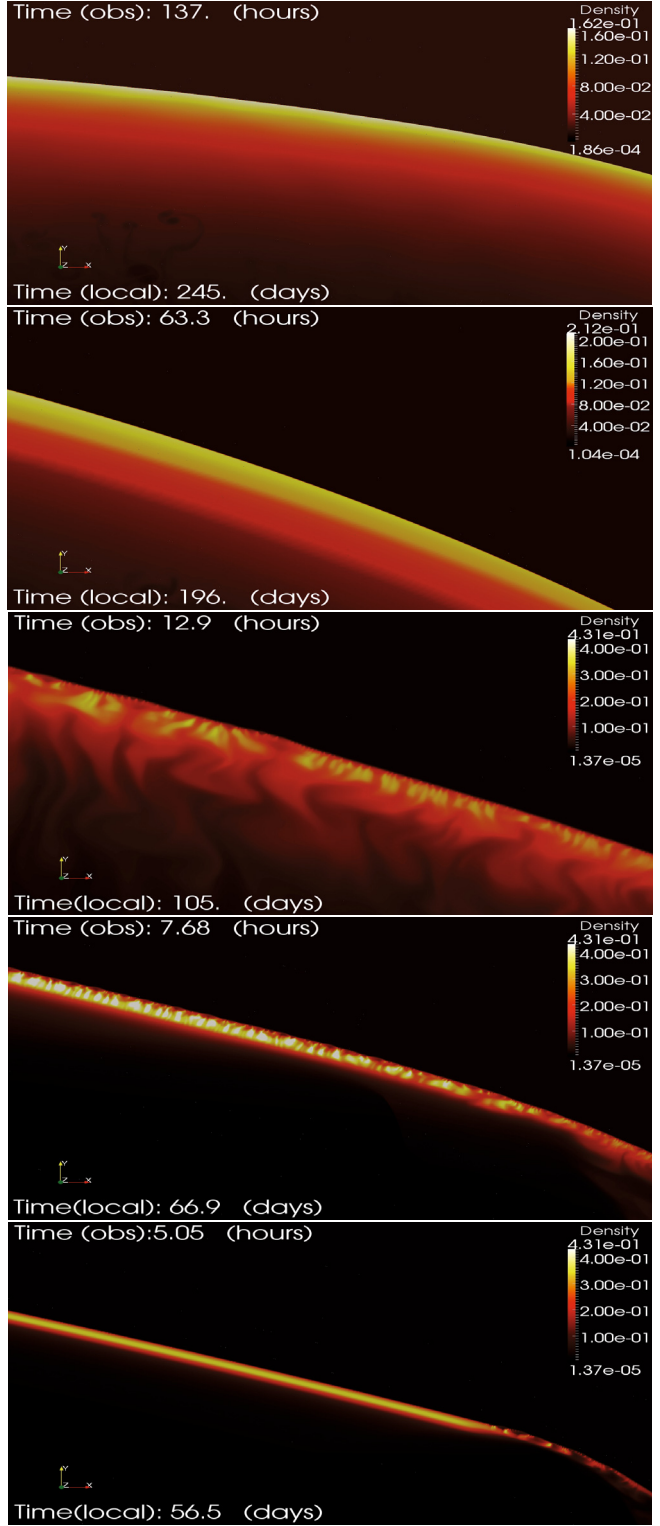 Time (obs): 137. (hours)
Density
1.62e-01
1.60e-01
1.20e-01
8.00e-02
4.00e-02
1.86e-04
Y
Z X
Time (local): 245. (days)
Time (obs): 63.3 (hours)
Density
2.12e-01
2.00e-01
1.60e-01
1.20e-01
8.00e-02
4.00e-02
1.04e-04
Y
Z X
Time (local): 196. (days)
Time (obs): 12.9 (hours)
Density
4.31e-01
4.00e-01
3.00e-01
2.00e-01
1.00e-01
1.37e-05
Y
Z X
Time(local): 105. (days)
Time (obs): 7.68 (hours)
Density
4.31e-01
4.00e-01
3.00e-01
2.00e-01
1.00e-01
1.37e-05
Y
Z X
Time(local): 66.9 (days)
Time (obs):5.05 (hours)
Density
4.31e-01
4.00e-01
3.00e-01
2.00e-01
1.00e-01
1.37e-05
Y
Z X
Time(local): 56.5 (days)